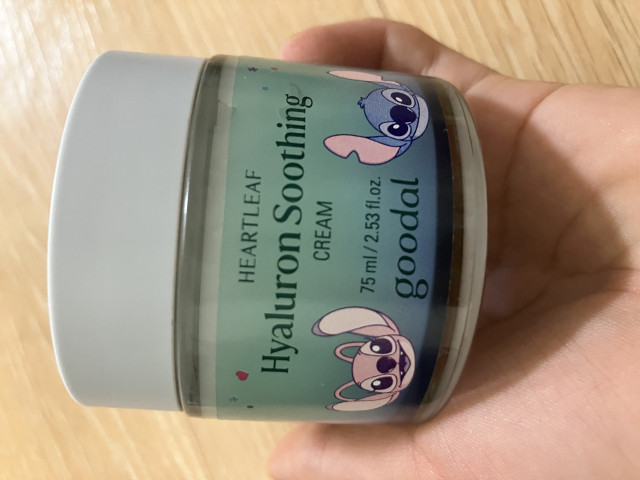 HEARTLEAF
Hyaluron Soothing
CREAM
75 ml / 2.53 fl.oz.
goodal